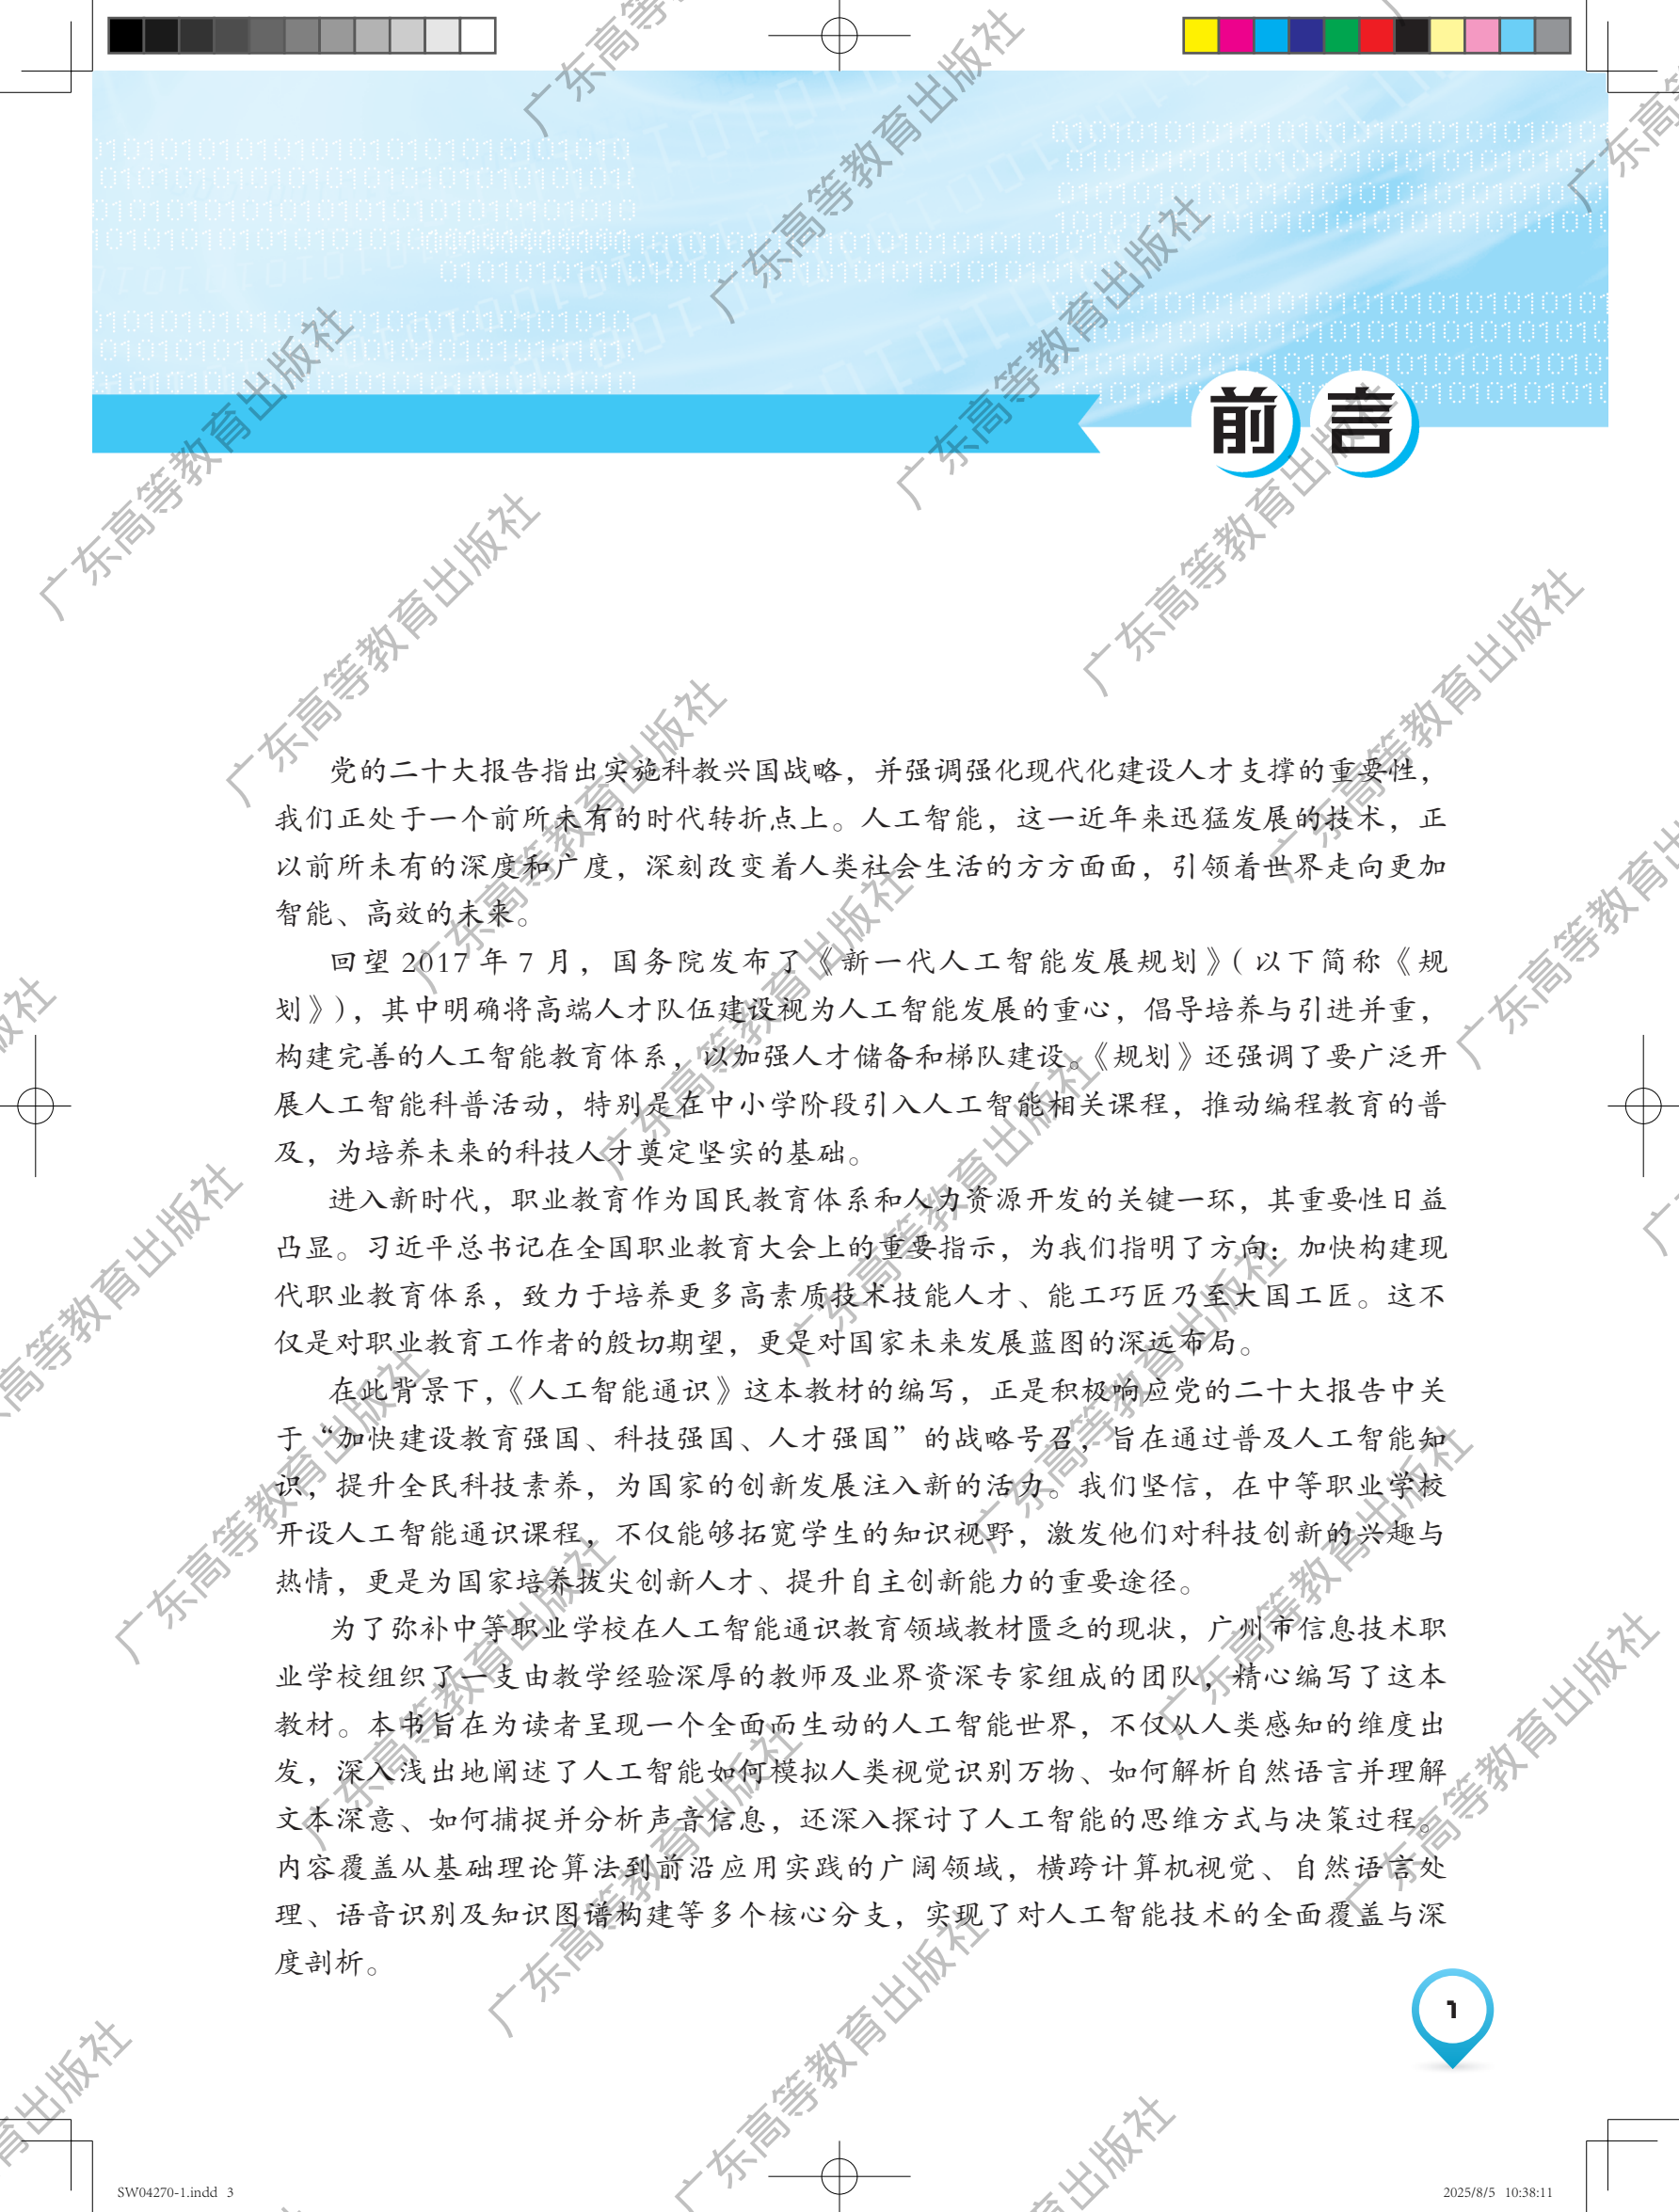 前言
党的二十大报告指出实施科教兴国战略，并强调强化现代化建设人才支撑的重要性，
我们正处于一个前所未有的时代转折点上。人工智能，这一近年来迅猛发展的技术，正
以前所未有的深度和广度，深刻改变着人类社会生活的方方面面，引领着世界走向更加
智能、高效的未来。
回望 2017 年 7 月，国务院发布了《新一代人工智能发展规划》（以下简称《规
划》），其中明确将高端人才队伍建设视为人工智能发展的重心，倡导培养与引进并重，
构建完善的人工智能教育体系，以加强人才储备和梯队建设。《规划》还强调了要广泛开
展人工智能科普活动，特别是在中小学阶段引入人工智能相关课程，推动编程教育的普
及，为培养未来的科技人才奠定坚实的基础。
进入新时代，职业教育作为国民教育体系和人力资源开发的关键一环，其重要性日益
凸显。习近平总书记在全国职业教育大会上的重要指示，为我们指明了方向：加快构建现
代职业教育体系，致力于培养更多高素质技术技能人才、能工巧匠乃至大国工匠。这不
仅是对职业教育工作者的殷切期望，更是对国家未来发展蓝图的深远布局。
在此背景下，《人工智能通识》这本教材的编写，正是积极响应党的二十大报告中关
于“加快建设教育强国、科技强国、人才强国”的战略号召，旨在通过普及人工智能知
识，提升全民科技素养，为国家的创新发展注入新的活力。我们坚信，在中等职业学校
开设人工智能通识课程，不仅能够拓宽学生的知识视野，激发他们对科技创新的兴趣与
热情，更是为国家培养拔尖创新人才、提升自主创新能力的重要途径。
为了弥补中等职业学校在人工智能通识教育领域教材匮乏的现状，广州市信息技术职
业学校组织了一支由教学经验深厚的教师及业界资深专家组成的团队，精心编写了这本
教材。本书旨在为读者呈现一个全面而生动的人工智能世界，不仅从人类感知的维度出
发，深入浅出地阐述了人工智能如何模拟人类视觉识别万物、如何解析自然语言并理解
文本深意、如何捕捉并分析声音信息，还深入探讨了人工智能的思维方式与决策过程。
内容覆盖从基础理论算法到前沿应用实践的广阔领域，横跨计算机视觉、自然语言处
理、语音识别及知识图谱构建等多个核心分支，实现了对人工智能技术的全面覆盖与深
度剖析。
1
SW04270-1.indd 3
2025/8/5 10:38:11
广东高等教育出版社